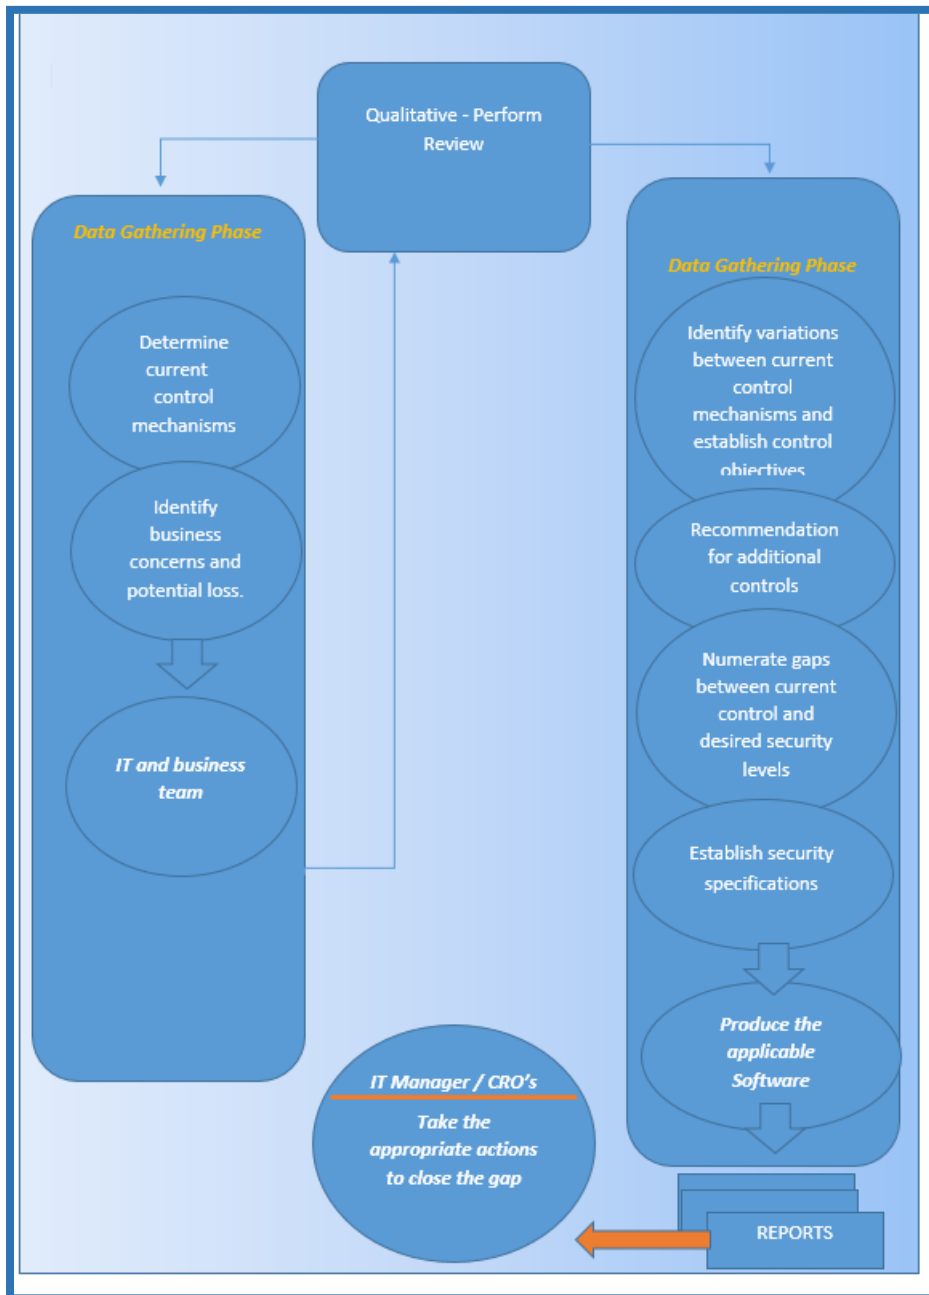 Qualitative - Perform
Review
Data Gathering Phase
Determine
current
control
mechanisms
Identify
business
concerns and
potential loss.
IT and business
team
Data Gathering Phase
Identify variations
between current
control
mechanisms and
establish control
objectives
Recommendation
for additional
controls
Numerate gaps
between current
control and
desired security
levels
Establish security
specifications
Produce the
applicable
Software
IT Manager / CRO's
Take the
appropriate actions
to close the gap
REPORTS